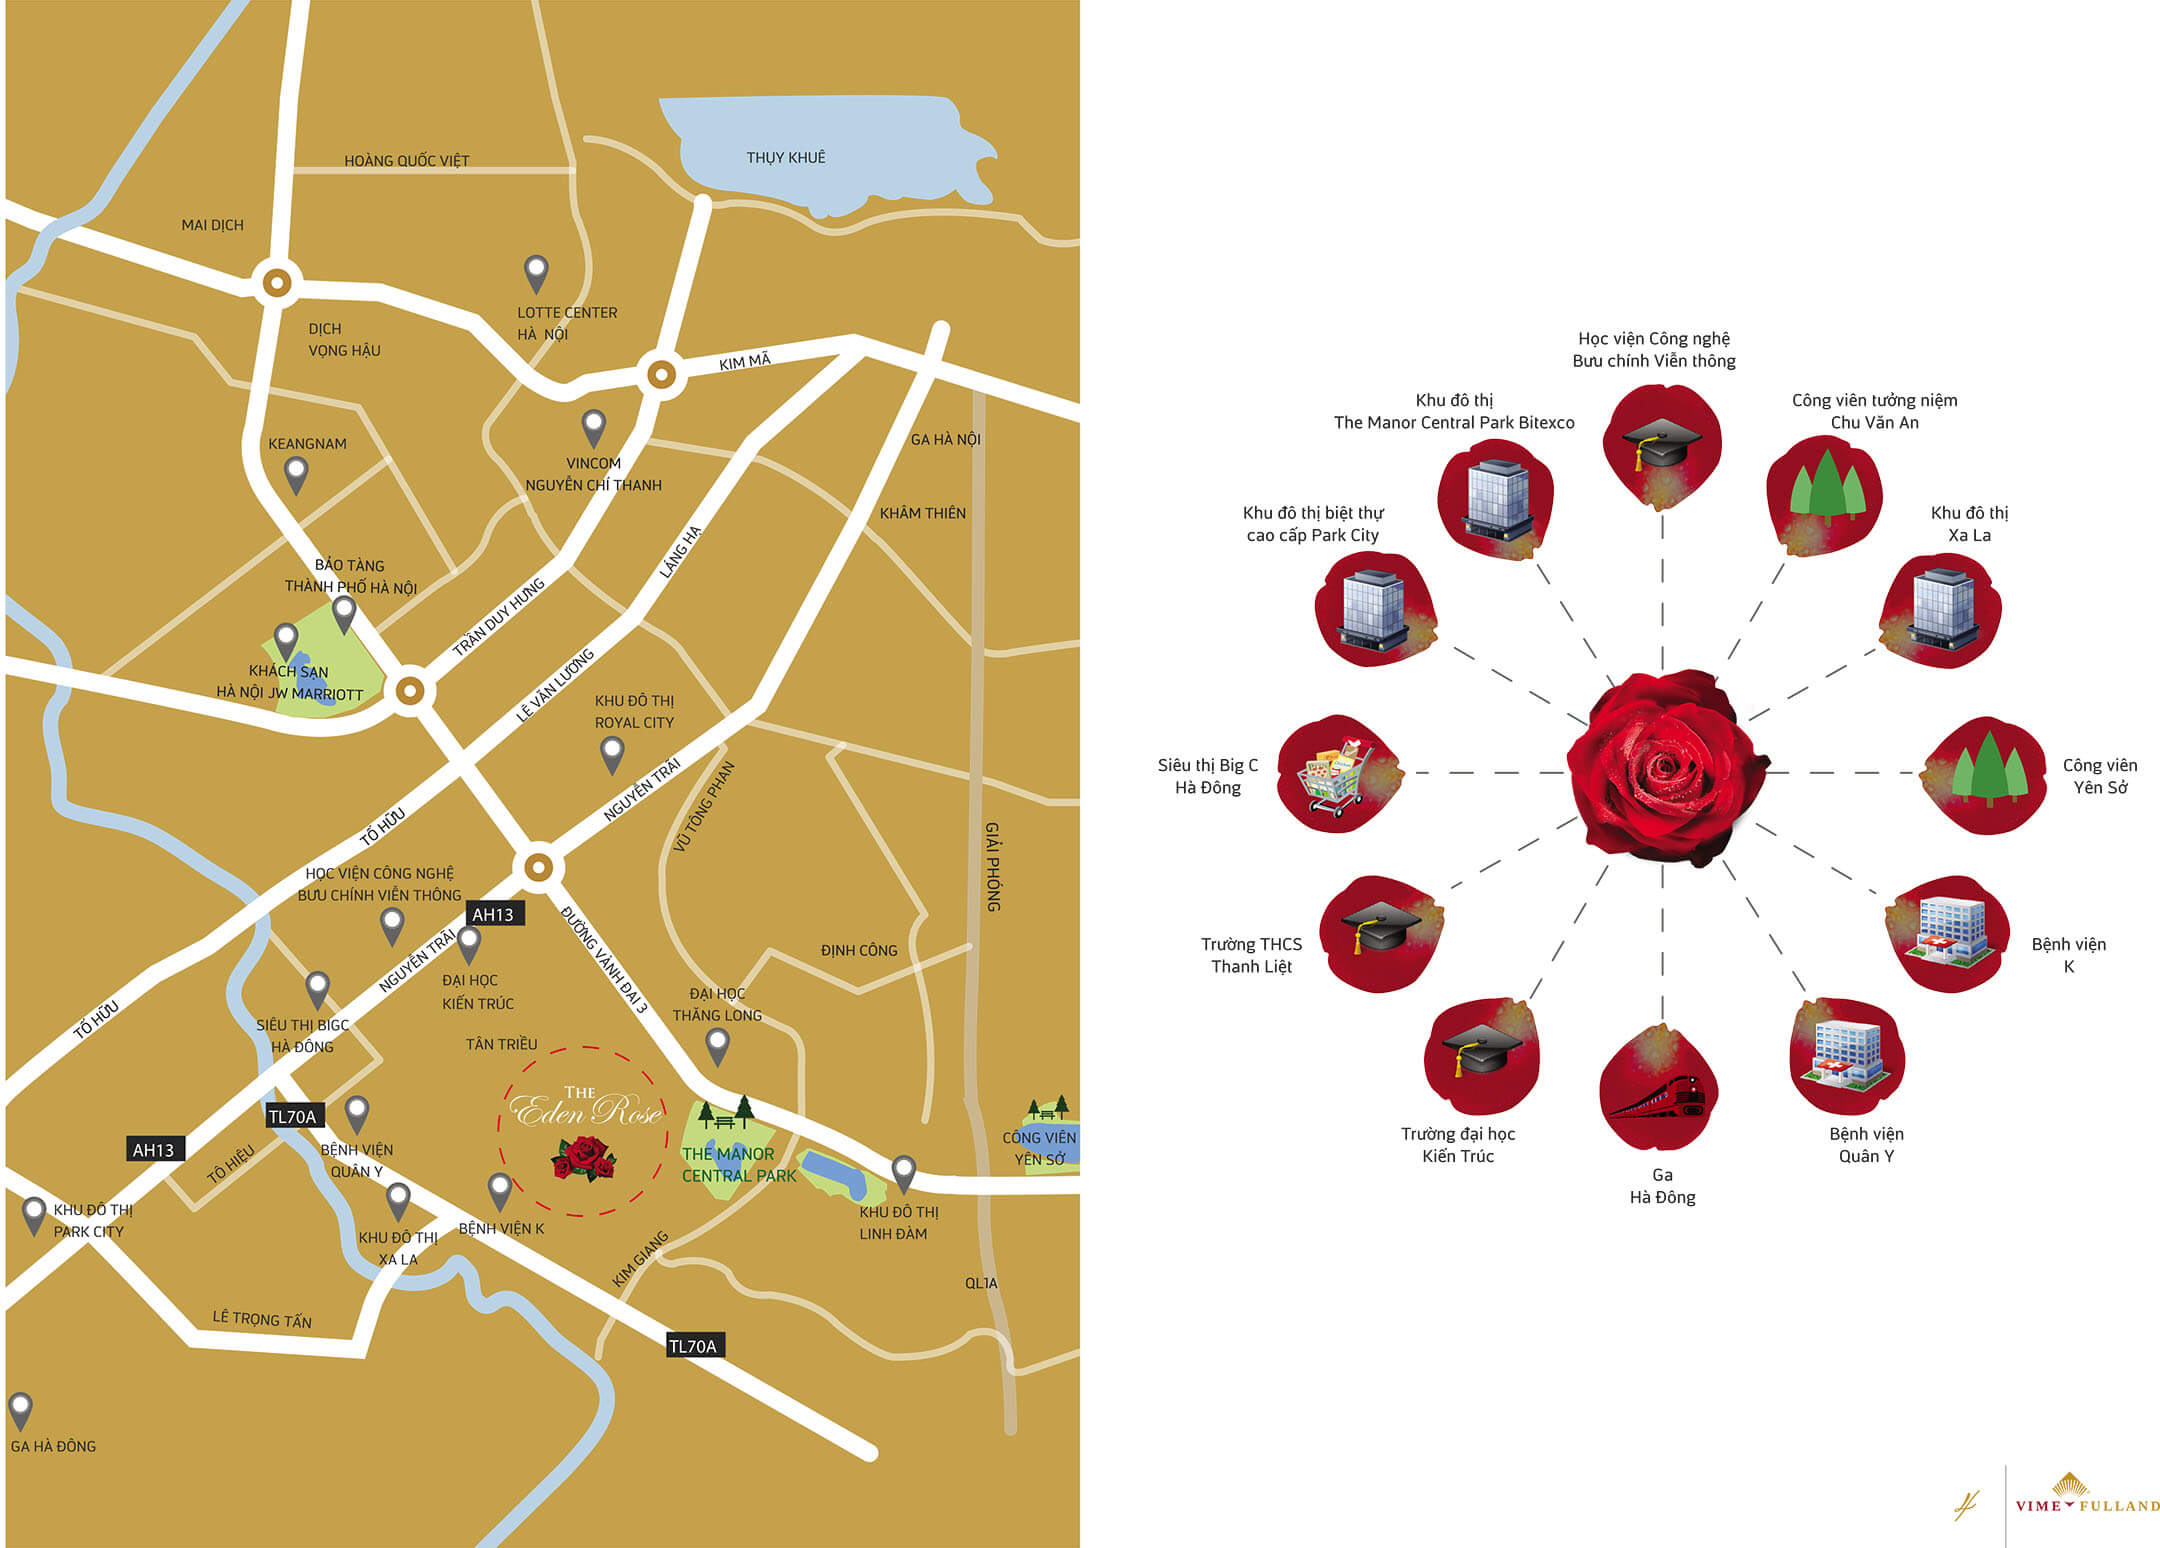 THỤY KHUÊ
HOÀNG QUỐC VIỆT
MAI DỊCH
LOTTE CENTER
HÀ NỘI
DỊCH
VỌNG HẬU
KIM MÃ
GA HÀ NỘI
KEANGNAM
VINCOM
NGUYỄN CHÍ THANH
KHÂM THIÊN
LÁNG HẠ
BẢO TÀNG
THÀNH PHỐ HÀ NỘI
TRẦN DUY HƯNG
KHÁCH SẠN
HÀ NỘI JW MARRIOTT
LÊ VĂN LƯƠNG
KHU ĐÔ THỊ
ROYAL CITY
NGUYỄN TRÃI
VŨ TÔNG PHAN
TỐ HỮU
GIẢI PHÓNG
HỌC VIỆN CÔNG NGHỆ
BƯU CHÍNH VIỄN THÔNG
AH13
NGUYỄN TRÃI
ĐƯỜNG VÀNH ĐAI 3
ĐỊNH CÔNG
ĐẠI HỌC
KIẾN TRÚC
ĐẠI HỌC
THĂNG LONG
TỐ HỮU
SIÊU THI BIGC
HÀ ĐÔNG
TÂN TRIỀU
THE
Eden Rose
TL70A
AH13
TÔ HIỆU
BỆNH VIỆN
QUÂN Y
THE MANOR
CENTRAL PARK
CÔNG VIÊN
YÊN SỞ
KHU ĐÔ THỊ
PARK CITY
KHU ĐÔ THỊ
XA LA
BỆNH VIỆN K
KHU ĐÔ THỊ
LINH ĐÀM
KIM GIANG
QL1A
LÊ TRỌNG TẤN
TL70A
GA HÀ ĐÔNG
Học viện Công nghệ
Bưu chính Viễn thông
Khu đô thị
The Manor Central Park Bitexco
Công viên tưởng niệm
Chu Văn An
Khu đô thị biệt thự
cao cấp Park City
Khu đô thị
Xa La
Siêu thị Big C
Hà Đông
Công viên
Yên Sở
Trường THCS
Thanh Liệt
Bệnh viện
K
Trường đại học
Kiến Trúc
Bệnh viện
Quân Y
Ga
Hà Đông
VIMEFULLAND